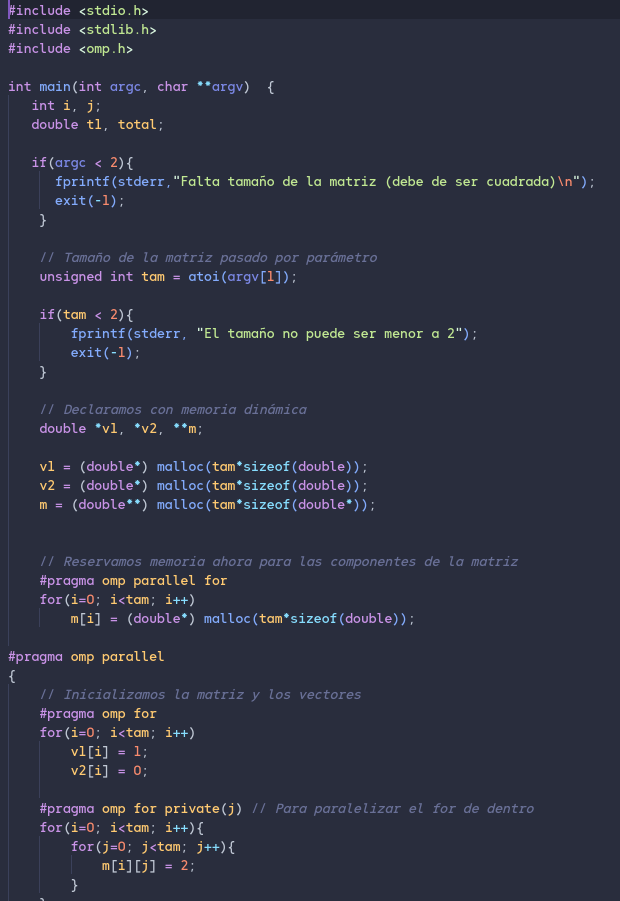 #include <stdio.h>
#include <stdlib.h>
#include <omp.h>
int main(int argc, char **argv)  {
int i, j;
double t1, total;
if(argc < 2){
fprintf(stderr,"Falta tamaño de la matriz (debe de ser cuadrada)\n");
exit(-1);
}
// Tamaño de la matriz pasado por parámetro
unsigned int tam = atoi(argv[1]);
if(tam < 2){
fprintf(stderr, "El tamaño no puede ser menor a 2");
exit(-1);
}
// Declaramos con memoria dinámica
double *v1, *v2, **m;
v1 = (double*) malloc(tam*sizeof(double));
v2 = (double*) malloc(tam*sizeof(double));
m = (double**) malloc(tam*sizeof(double*));
// Reservamos memoria ahora para las componentes de la matriz
#pragma omp parallel for
for(i=0; i<tam; i++)
m[i] = (double*) malloc(tam*sizeof(double));
#pragma omp parallel
{
// Inicializamos la matriz y los vectores
#pragma omp for
for(i=0; i<tam; i++)
v1[i] = 1;
v2[i] = 0;
#pragma omp for private(j) // Para paralelizar el for de dentro
for(i=0; i<tam; i++){
for(j=0; j<tam; j++){
m[i][j] = 2;
}